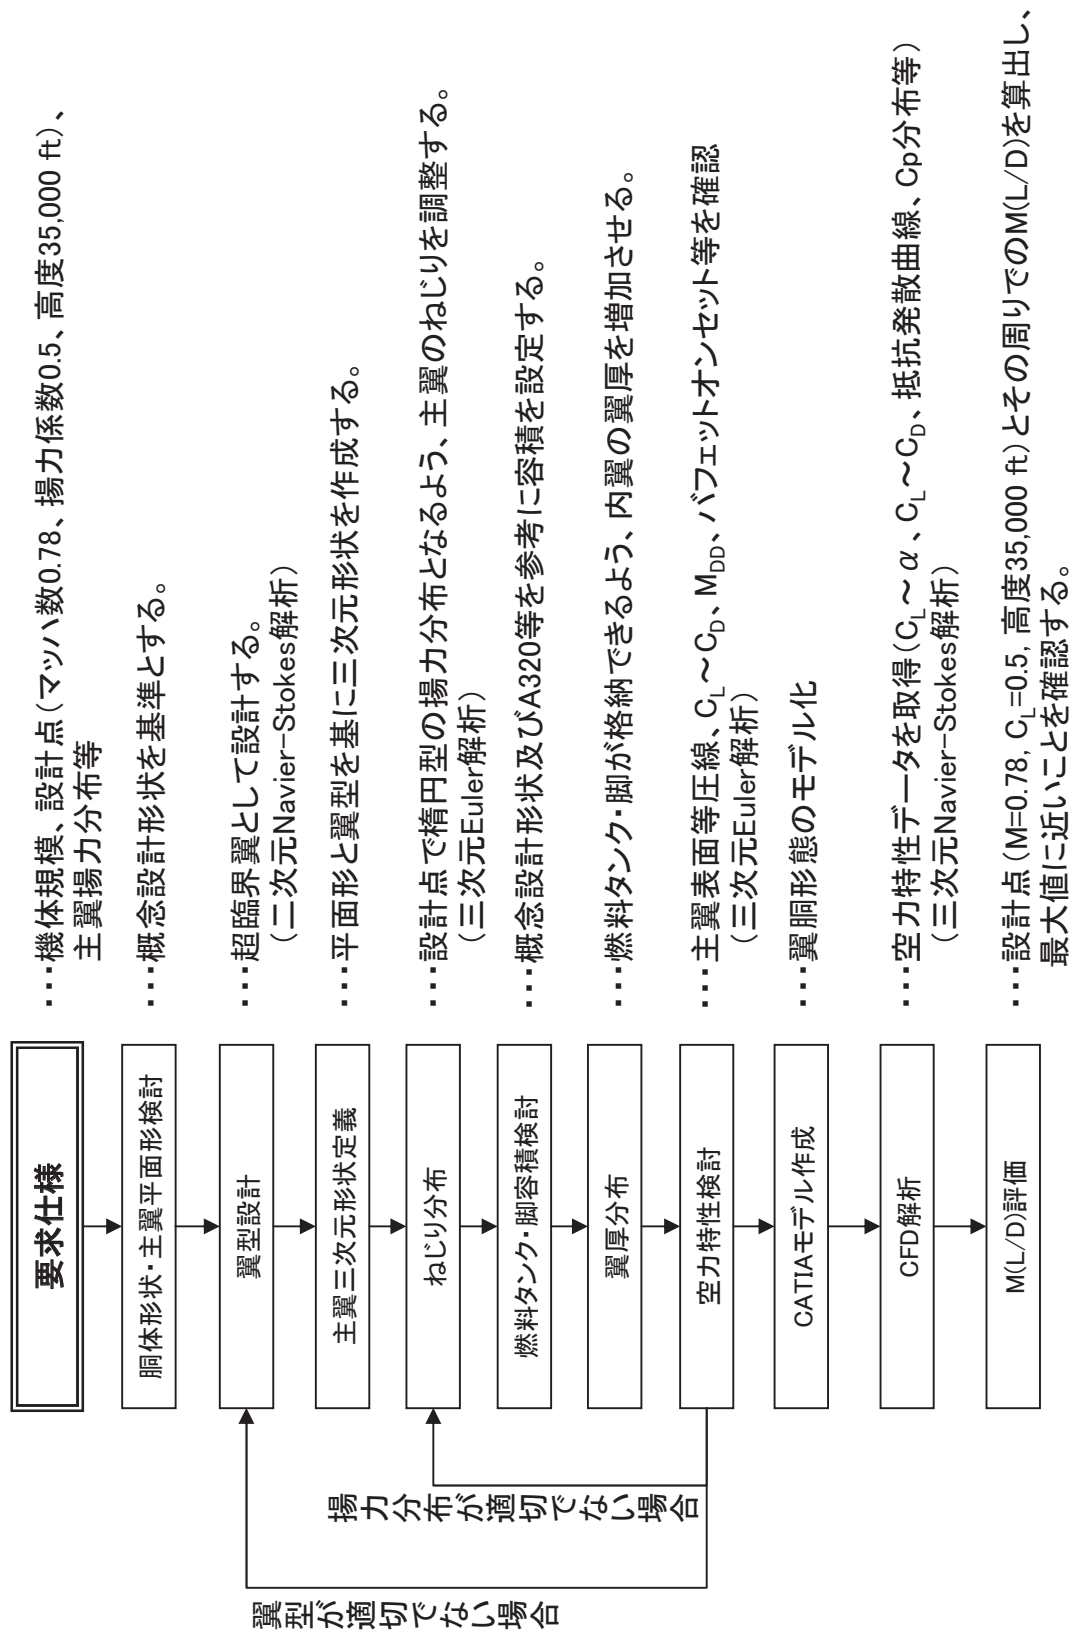 要求仕様
・・・機体規模、設計点(マッハ数0.78、揚力係数0.5、高度35,000 ft)、
主翼揚力分布等
胴体形状・主翼平面形検討
・・・概念設計形状を基準とする。
翼型設計
・・・超臨界翼として設計する。
(二次元Navier-Stokes解析)
主翼三次元形状定義
・・・平面形と翼型を基に三次元形状を作成する。
ねじり分布
・・・設計点で楕円型の揚力分布となるよう、主翼のねじりを調整する。
(三次元Euler解析)
燃料タンク・脚容積検討
・・・概念設計形状及びA320等を参考に容積を設定する。
翼厚分布
・・・燃料タンク・脚が格納できるよう、内翼の翼厚を増加させる。
空力特性検討
・・・主翼表面等圧線、CL～CD、MDD、バフェットオンセット等を確認
(三次元Euler解析)
CATIAモデル作成
・・・翼胴形態のモデル化
CFD解析
・・・空力特性データを取得(CL～α、CL～CD、抵抗発散曲線、Cp分布等)
(三次元Navier-Stokes解析)
M(L/D)評価
・・・設計点(M=0.78, CL=0.5, 高度35,000 ft)とその周りでのM(L/D)を算出し、
最大値に近いことを確認する。
揚力分布が適切でない場合
翼型が適切でない場合